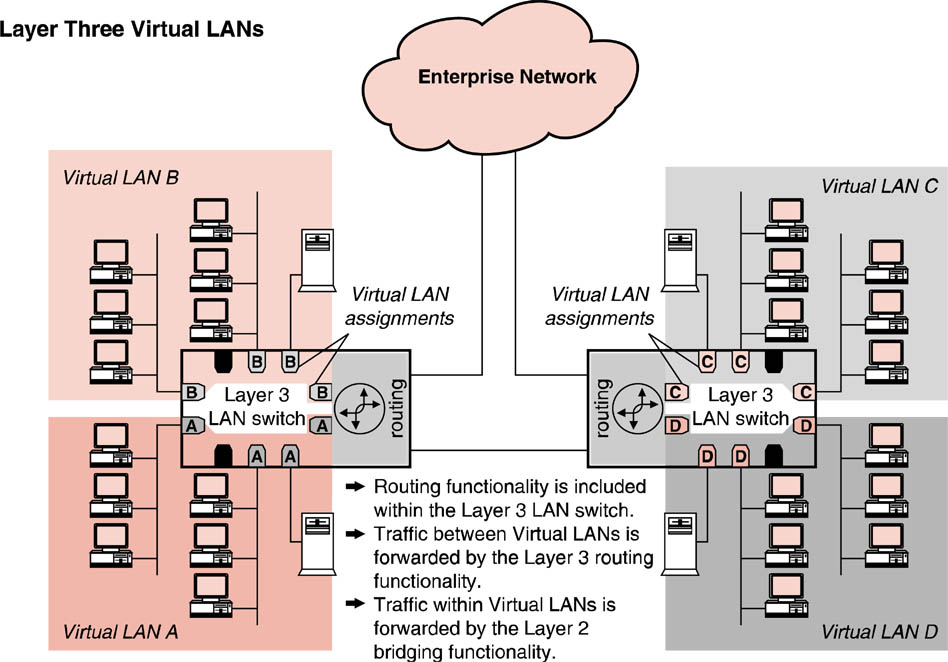 Layer Three Virtual LANs
Enterprise Network
Virtual LAN B
Virtual LAN C
Virtual LAN
assignments
Virtual LAN
assignments
B
B
B
B
Layer 3
LAN switch
routing
A
A
A
A
C
C
C
C
routing
Layer 3
LAN switch
D
D
D
D
➡ Routing functionality is included
within the Layer 3 LAN switch.
➡ Traffic between Virtual LANs is
forwarded by the Layer 3 routing
functionality.
➡ Traffic within Virtual LANs is
forwarded by the Layer 2
bridging functionality.
Virtual LAN A
Virtual LAN D